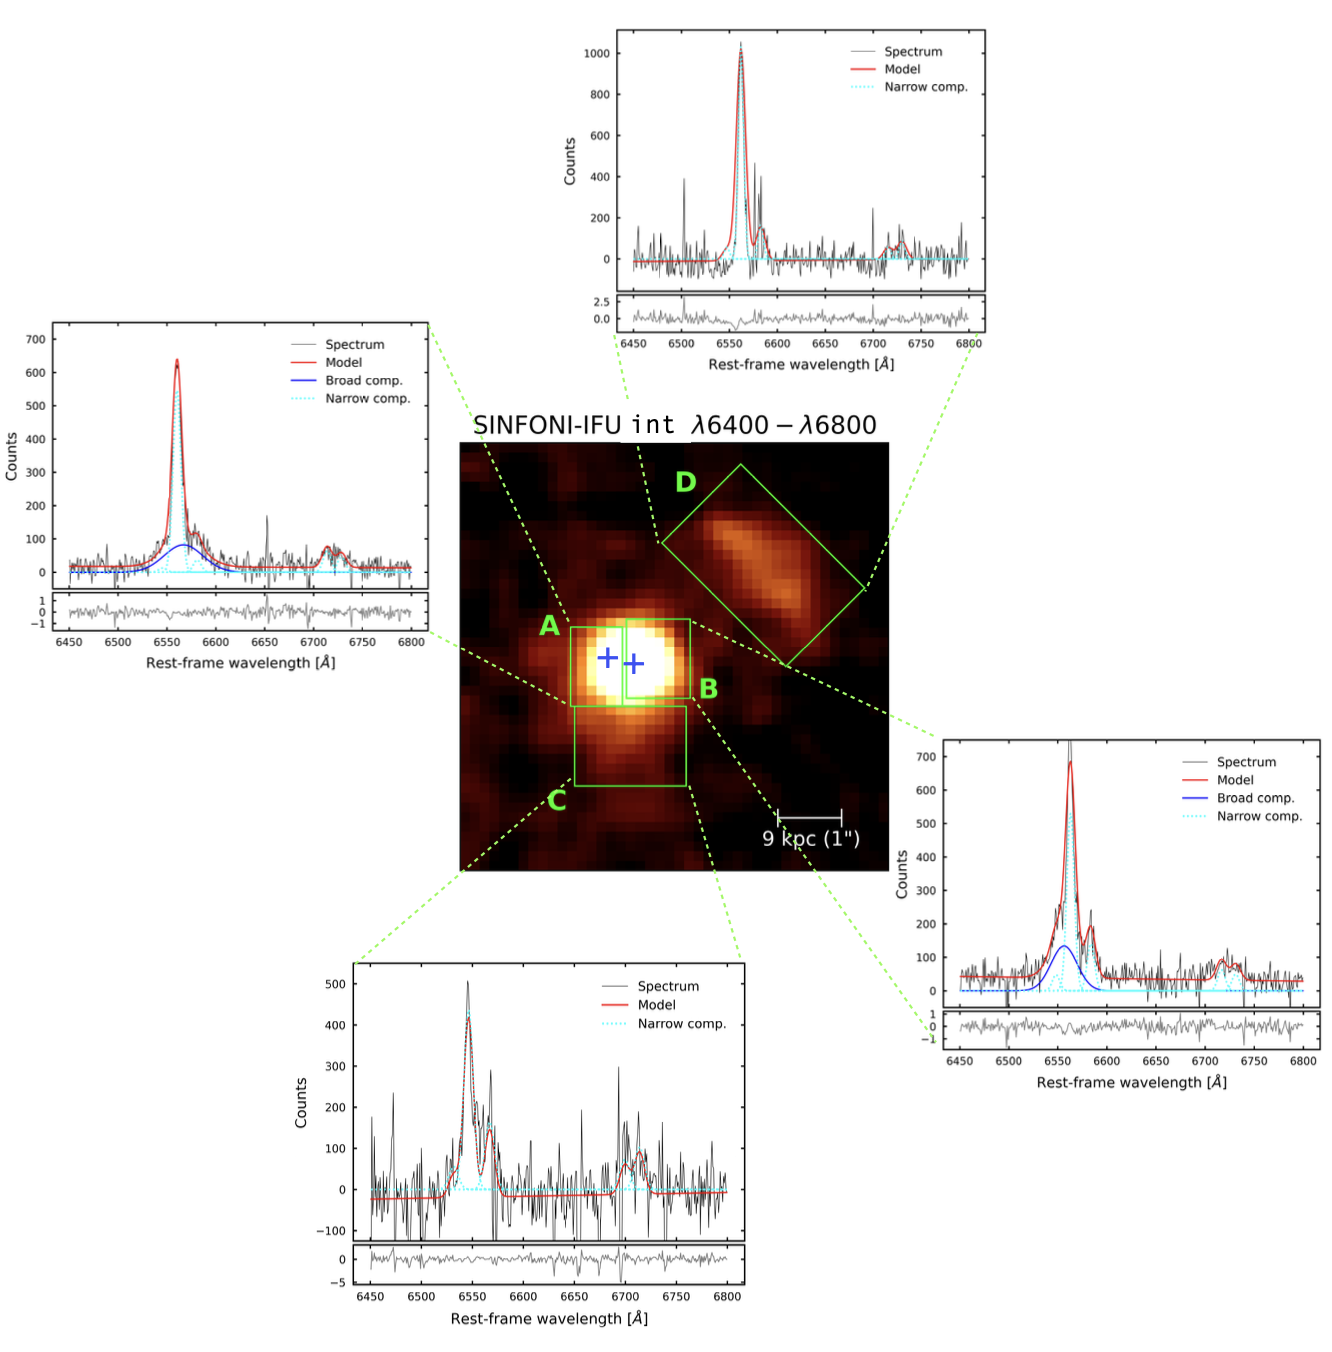 1000
800
600
400
200
0
Counts
Spectrum
Model
Narrow comp.
2.5
0.0
6450 6500 6550 6600 6650 6700 6750 6800
Rest-frame wavelength [Å]
700
600
500
400
300
200
100
0
Counts
Spectrum
Model
Broad comp.
Narrow comp.
1
0
−1
6450 6500 6550 6600 6650 6700 6750 6800
Rest-frame wavelength [Å]
SINFONI-IFU int λ6400 − λ6800
D
A
B
C
9 kpc (1")
700
600
500
400
300
200
100
0
Counts
Spectrum
Model
Broad comp.
Narrow comp.
1
0
−1
6450 6500 6550 6600 6650 6700 6750 6800
Rest-frame wavelength [Å]
500
400
300
200
100
0
−100
Counts
Spectrum
Model
Narrow comp.
0
−5
6450 6500 6550 6600 6650 6700 6750 6800
Rest-frame wavelength [Å]